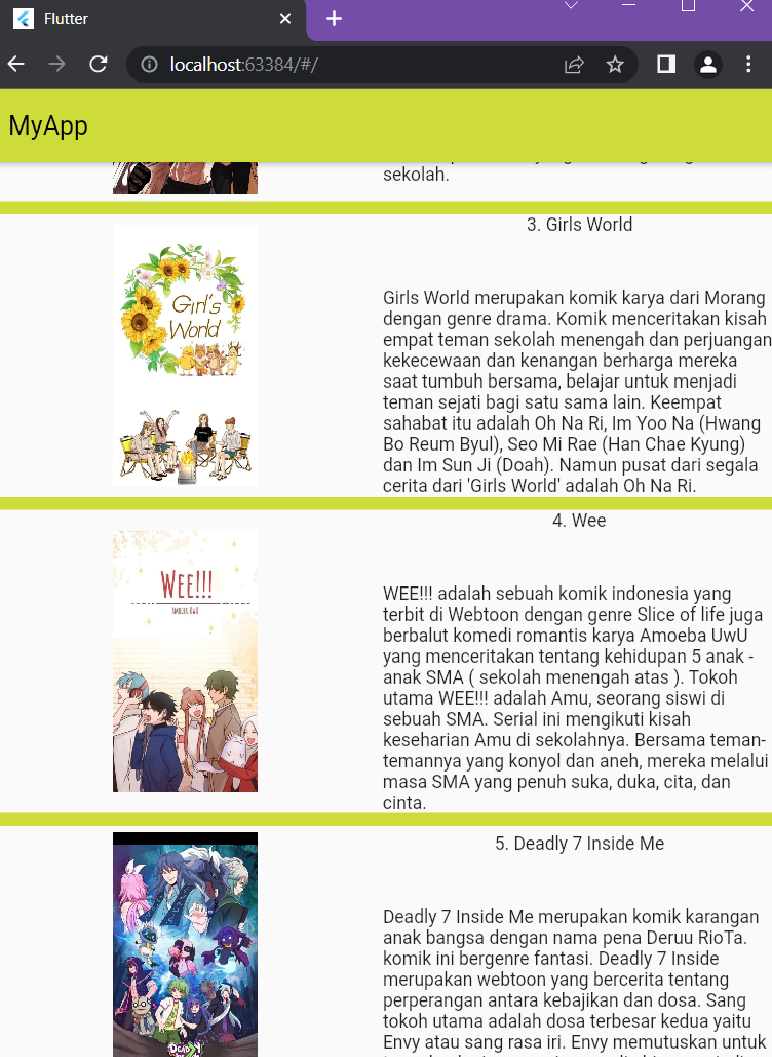 Flutter
localhost:63384/#/
MyApp
sekolah.
3. Girls World
Girl's
World
Girls World merupakan komik karya dari Morang
dengan genre drama. Komik menceritakan kisah
empat teman sekolah menengah dan perjuangan
kekecewaan dan kenangan berharga mereka
saat tumbuh bersama, belajar untuk menjadi
teman sejati bagi satu sama lain. Keempat
sahabat itu adalah Oh Na Ri, Im Yoo Na (Hwang
Bo Reum Byul), Seo Mi Rae (Han Chae Kyung)
dan Im Sun Ji (Doah). Namun pusat dari segala
cerita dari 'Girls World' adalah Oh Na Ri.
4. Wee
WEE!!!
AMOEBA UWU
WEE!!! adalah sebuah komik indonesia yang
terbit di Webtoon dengan genre Slice of life juga
berbalut komedi romantis karya Amoeba UwU
yang menceritakan tentang kehidupan 5 anak -
anak SMA ( sekolah menengah atas ). Tokoh
utama WEE!!! adalah Amu, seorang siswi di
sebuah SMA. Serial ini mengikuti kisah
keseharian Amu di sekolahnya. Bersama teman-
temannya yang konyol dan aneh, mereka melalui
masa SMA yang penuh suka, duka, cita, dan
cinta.
5. Deadly 7 Inside Me
DEADLY
Deadly 7 Inside Me merupakan komik karangan
anak bangsa dengan nama pena Deruu RioTa.
komik ini bergenre fantasi. Deadly 7 Inside
merupakan webtoon yang bercerita tentang
perperangan antara kebajikan dan dosa. Sang
tokoh utama adalah dosa terbesar kedua yaitu
Envy atau sang rasa iri. Envy memutuskan untuk